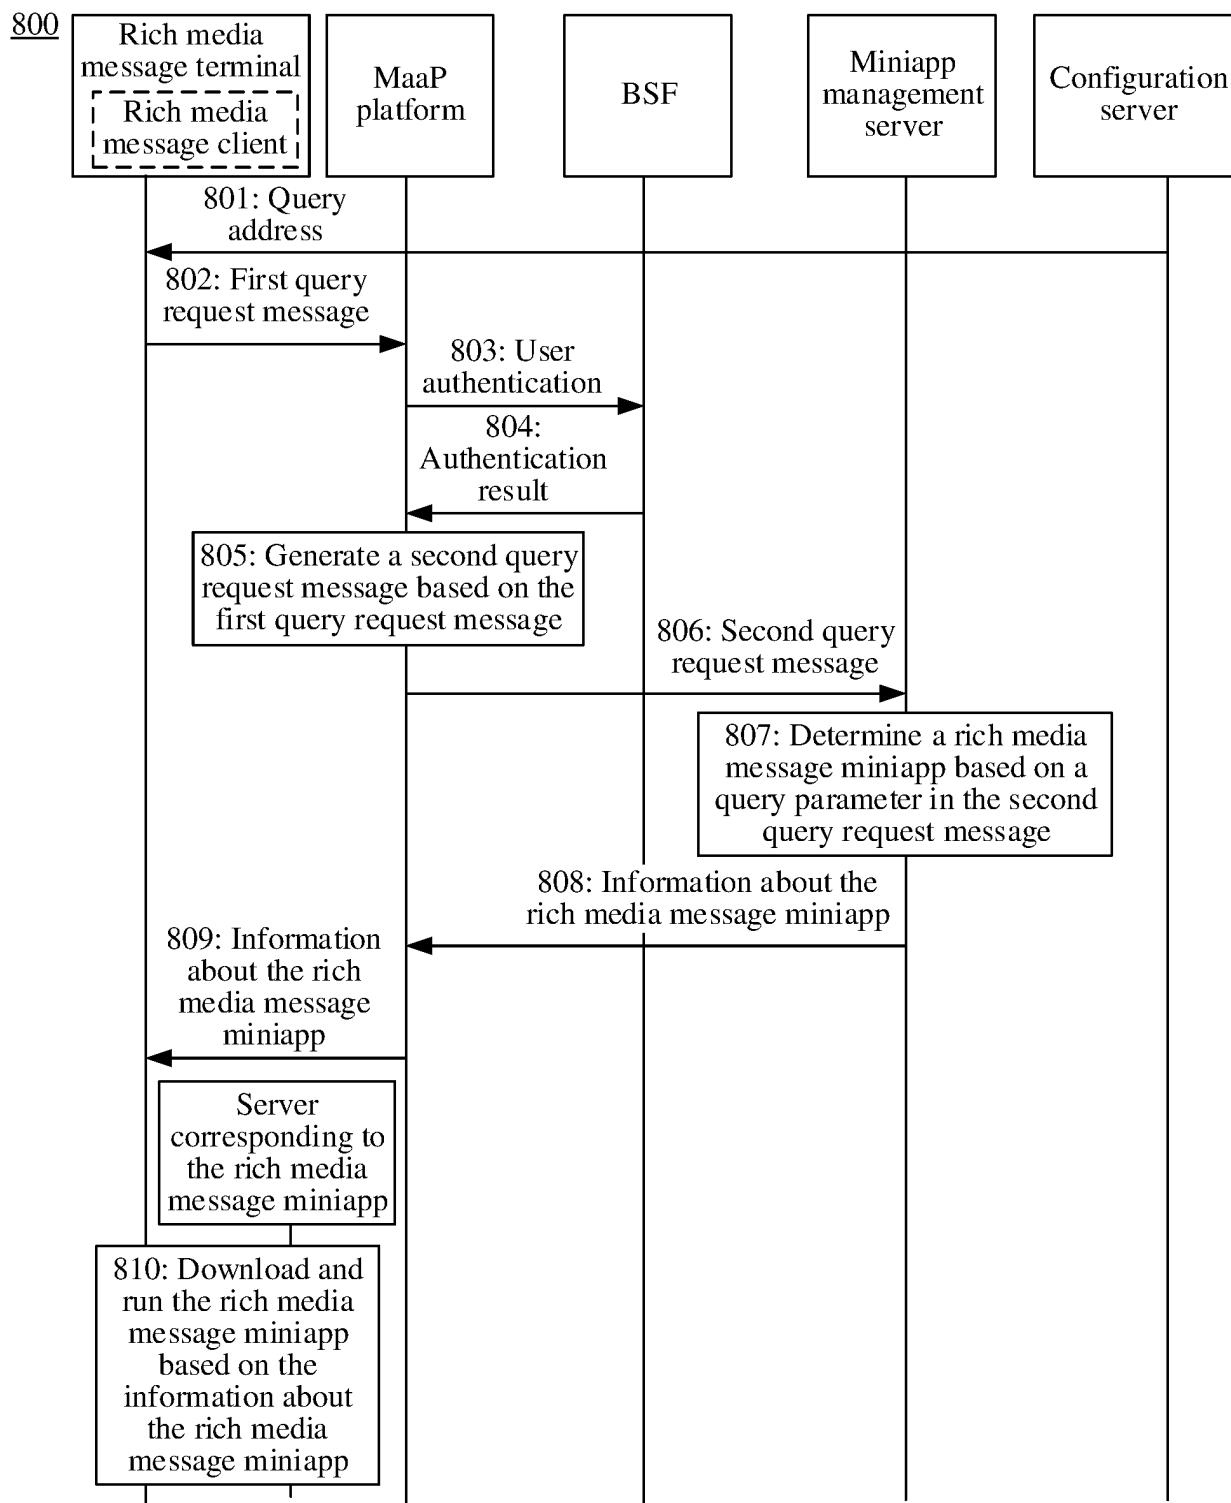 800
Rich media
message terminal
Rich media
message client
MaaP
platform
BSF
Miniapp
management
server
Configuration
server
801: Query
address
802: First query
request message
803: User
authentication
804:
Authentication
result
805: Generate a second query
request message based on the
first query request message
806: Second query
request message
807: Determine a rich media
message miniapp based on a
query parameter in the second
query request message
808: Information about the
rich media message miniapp
809: Information
about the rich
media message
miniapp
Server
corresponding to
the rich media
message miniapp
810: Download and
run the rich media
message miniapp
based on the
information about
the rich media
message miniapp